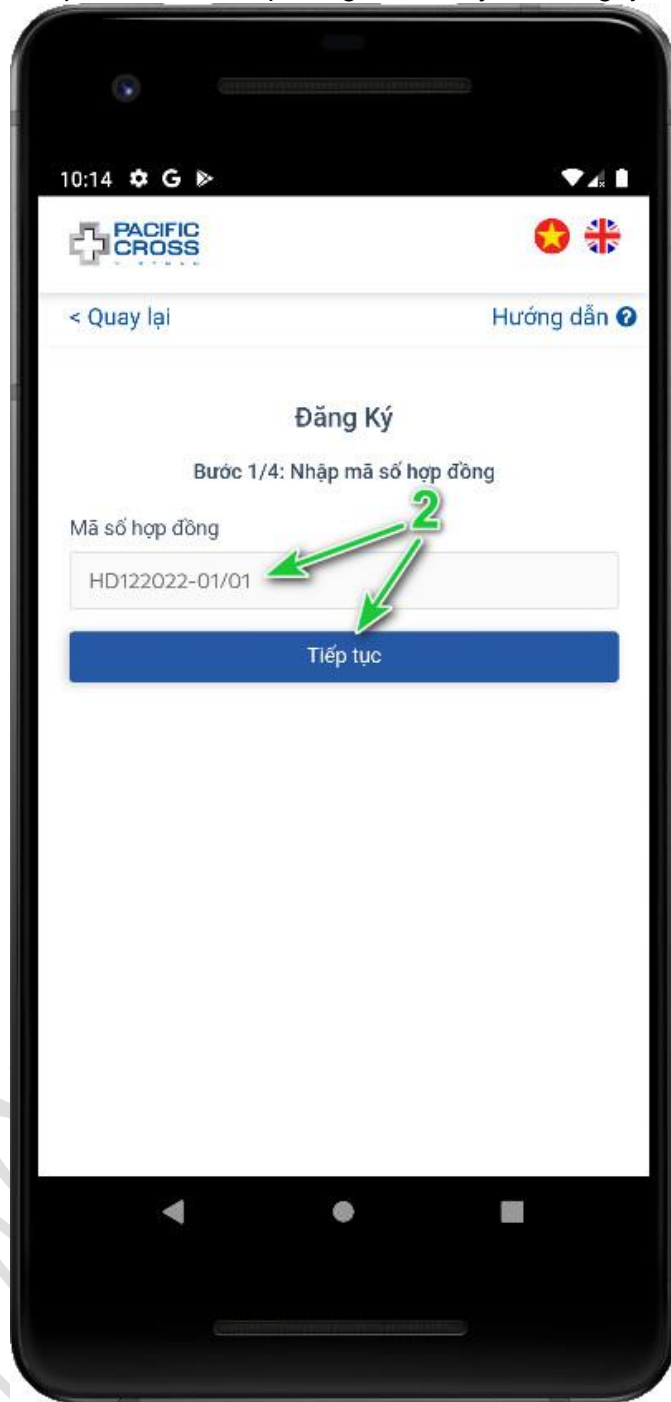 10:14 G
PACIFIC
CROSS
< Quay lại
Hướng dẫn
Đăng Ký
Bước 1/4: Nhập mã số hợp đồng
2
Mã số hợp đồng
HD122022-01/01
Tiếp tục